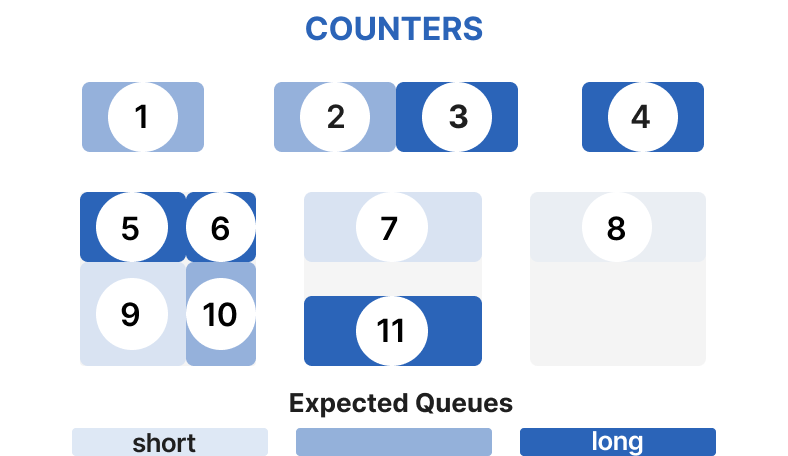 COUNTERS
1 2 3 4
5 6 7 8
9 10 11
Expected Queues
short long